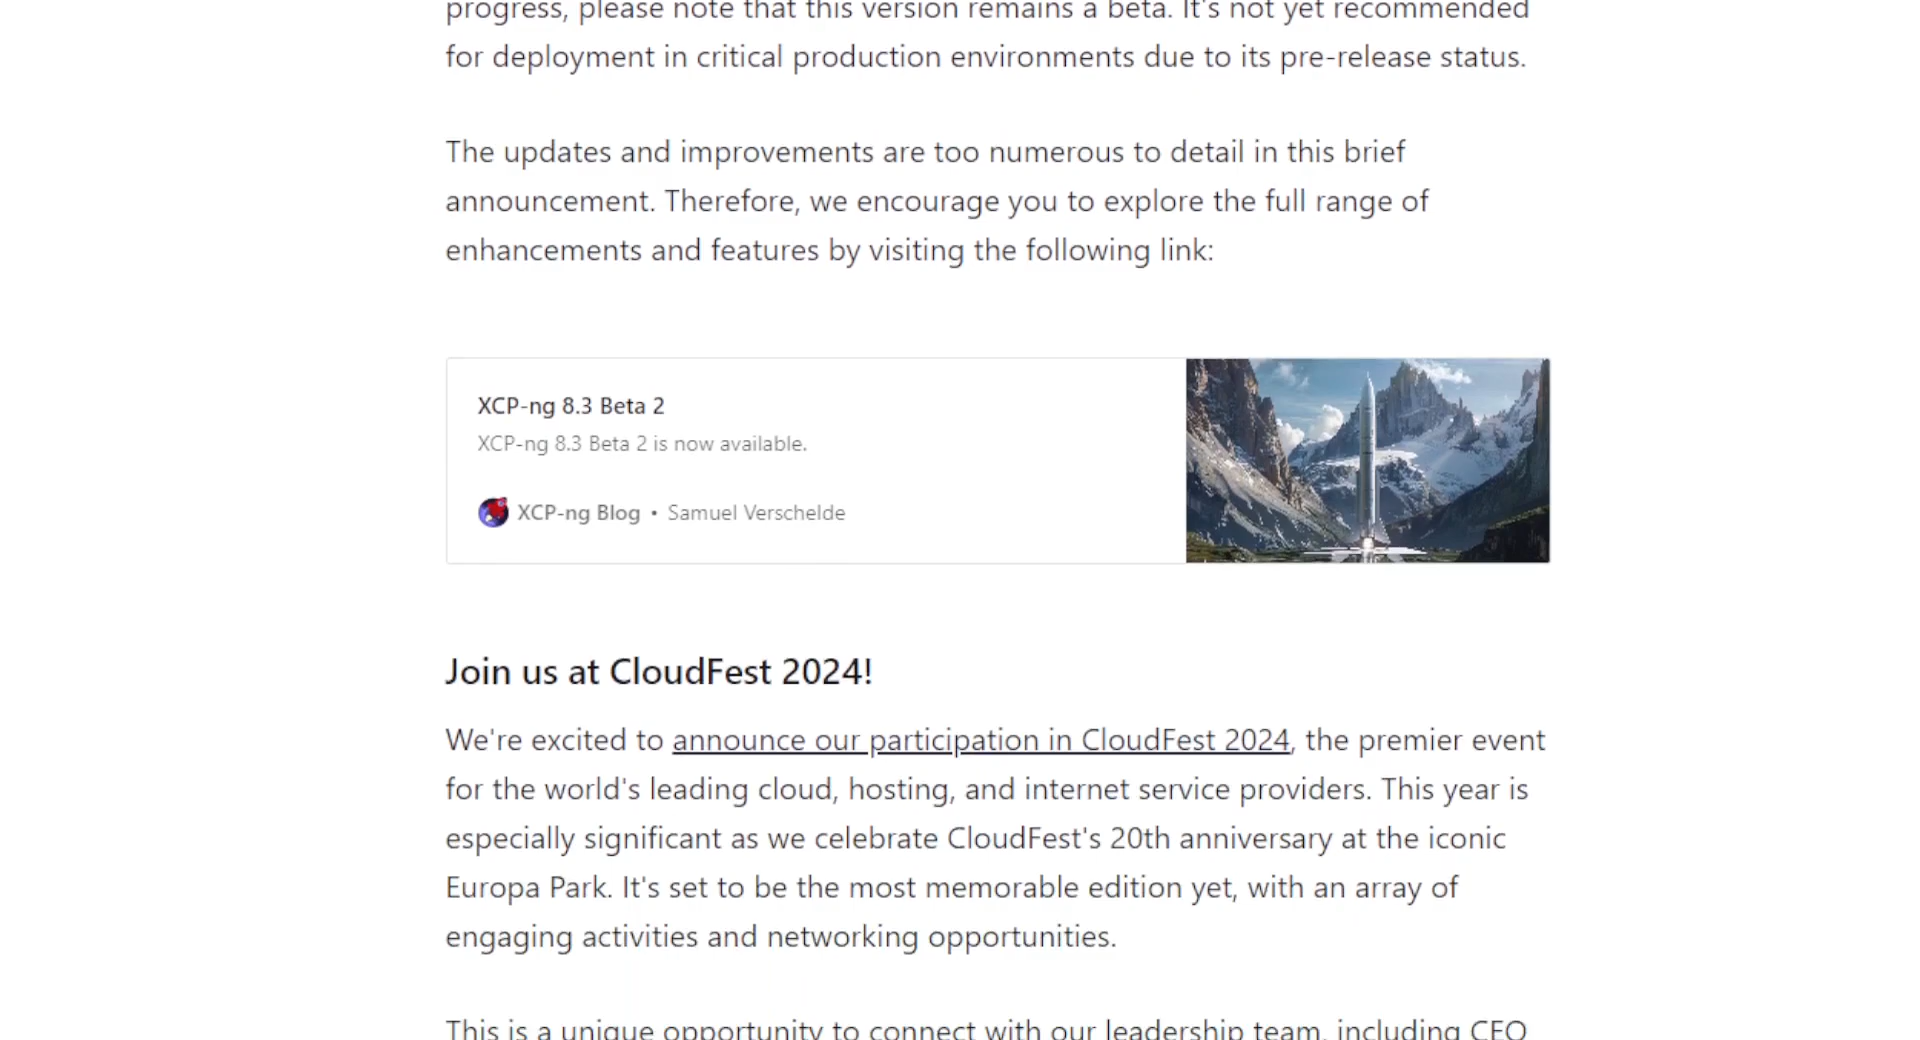 progress, please note that this version remains a beta. It's not yet recommended
for deployment in critical production environments due to its pre-release status.
The updates and improvements are too numerous to detail in this brief
announcement. Therefore, we encourage you to explore the full range of
enhancements and features by visiting the following link:
XCP-ng 8.3 Beta 2
XCP-ng 8.3 Beta 2 is now available.
XCP-ng Blog • Samuel Verschelde
Join us at CloudFest 2024!
We're excited to announce our participation in CloudFest 2024, the premier event
for the world's leading cloud, hosting, and internet service providers. This year is
especially significant as we celebrate CloudFest's 20th anniversary at the iconic
Europa Park. It's set to be the most memorable edition yet, with an array of
engaging activities and networking opportunities.
This is a unique opportunity to connect with our leadership team, including CEO